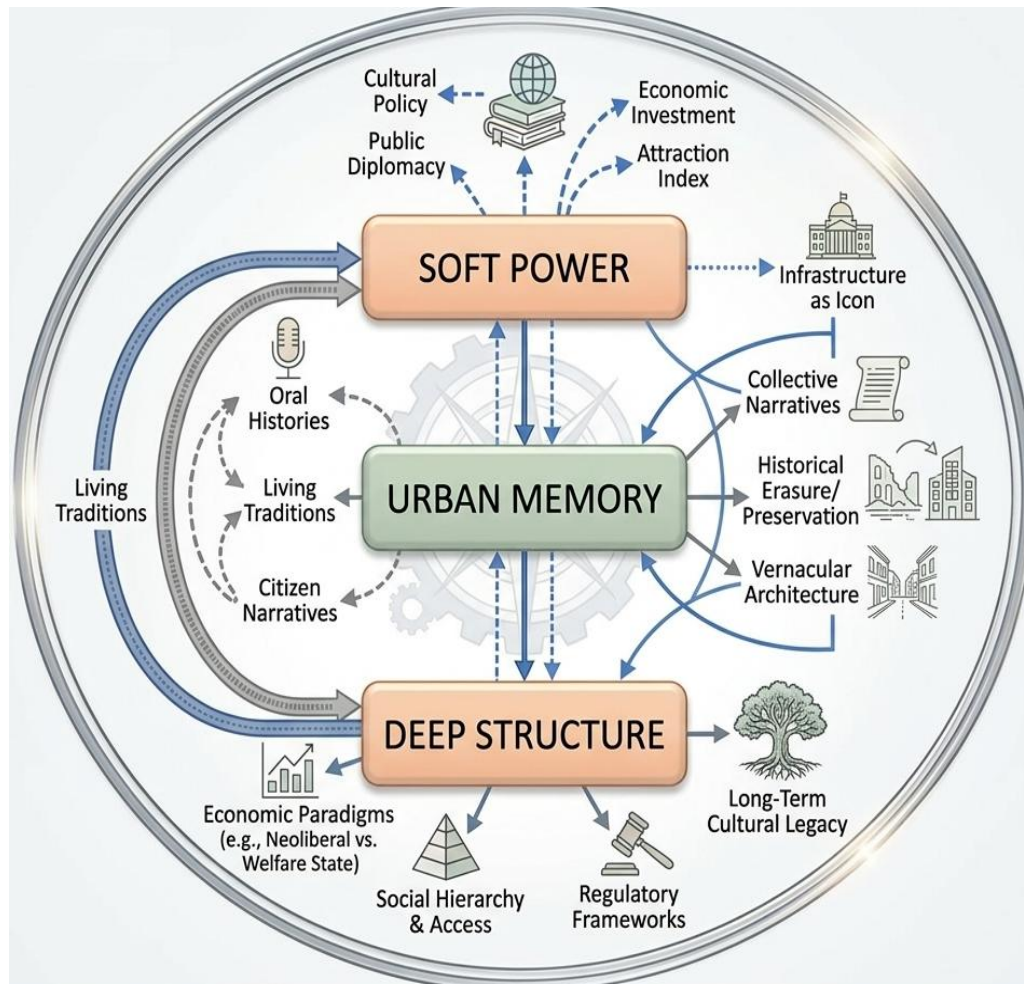 Cultural
Policy
Economic
Investment
Public
Diplomacy
Attraction
Index
SOFT POWER
Infrastructure
as Icon
Oral
Histories
Collective
Narratives
Living
Traditions
Living
Traditions
URBAN MEMORY
Historical
Erasure/
Preservation
Citizen
Narratives
Vernacular
Architecture
DEEP STRUCTURE
Economic Paradigms
(e.g., Neoliberal vs.
Welfare State)
Social Hierarchy
& Access
Regulatory
Frameworks
Long-Term
Cultural Legacy